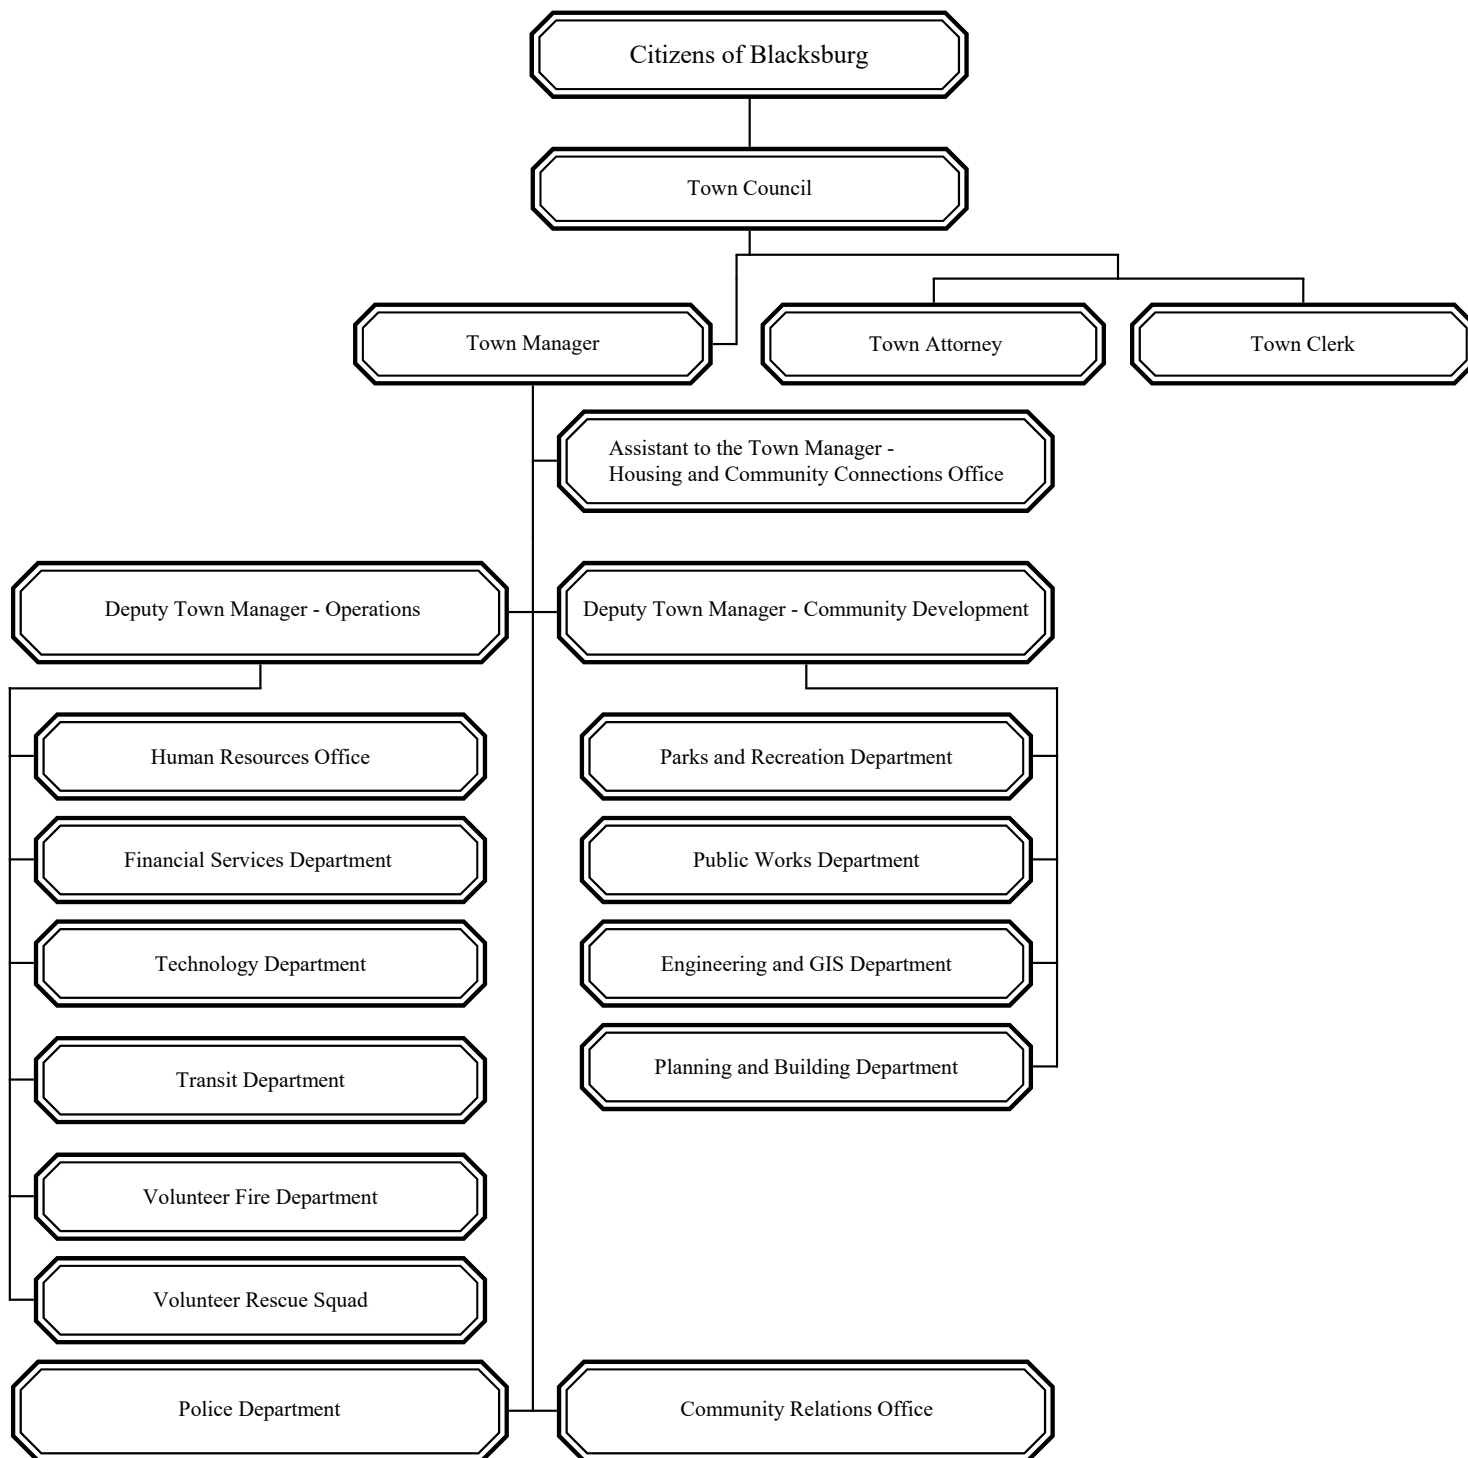 Citizens of Blacksburg
Town Council
Town Manager
Town Attorney
Town Clerk
Assistant to the Town Manager -
Housing and Community Connections Office
Deputy Town Manager - Operations
Deputy Town Manager - Community Development
Human Resources Office
Parks and Recreation Department
Financial Services Department
Public Works Department
Technology Department
Engineering and GIS Department
Planning and Building Department
Transit Department
Volunteer Fire Department
Volunteer Rescue Squad
Police Department
Community Relations Office